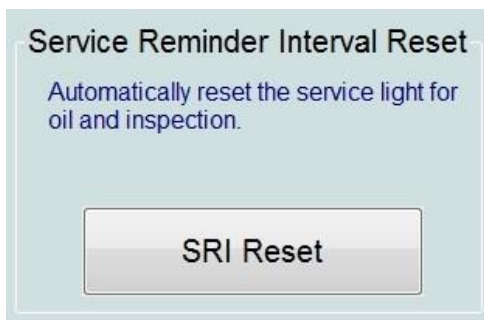 Service Reminder Interval Reset
Automatically reset the service light for
oil and inspection.
SRI Reset